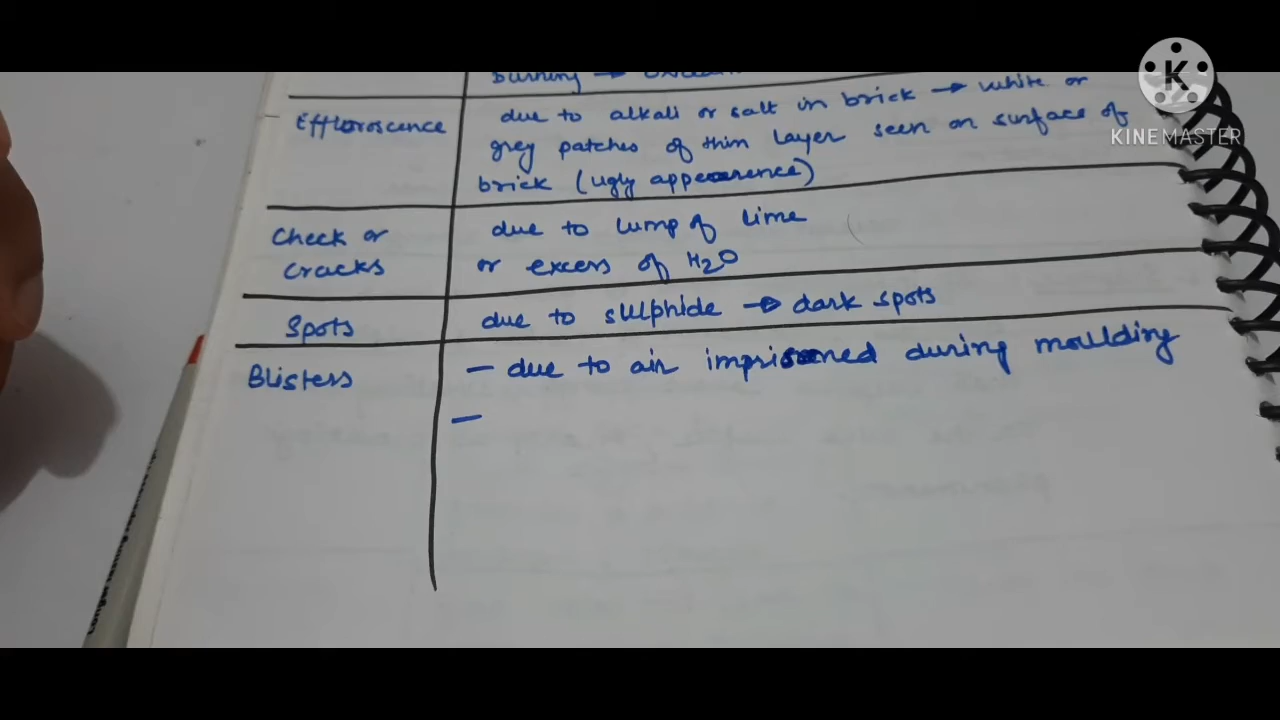 burning →
Effloroscence
due to alkali or salt in brick → white or
grey patches of thin layer seen on surface of
brick (ugly appearence)
Check or
cracks
due to lump of lime
or excess of H2O
Spots
due to sulphide → dark spots
Blisters
— due to air imprisoned during moulding
—
K
KINEMASTER